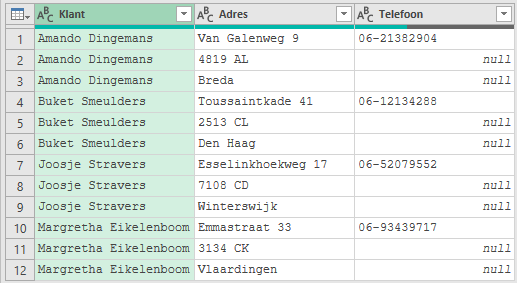 ABC Klant ABC Adres ABC Telefoon
1 Amando Dingemans Van Galenweg 9 06-21382904
2 Amando Dingemans 4819 AL null
3 Amando Dingemans Breda null
4 Buket Smeulders Toussaintkade 41 06-12134288
5 Buket Smeulders 2513 CL null
6 Buket Smeulders Den Haag null
7 Joosje Stravers Esselinkhoekweg 17 06-52079552
8 Joosje Stravers 7108 CD null
9 Joosje Stravers Winterswijk null
10 Margretha Eikelenboom Emmastraat 33 06-93439717
11 Margretha Eikelenboom 3134 CK null
12 Margretha Eikelenboom Vlaardingen null